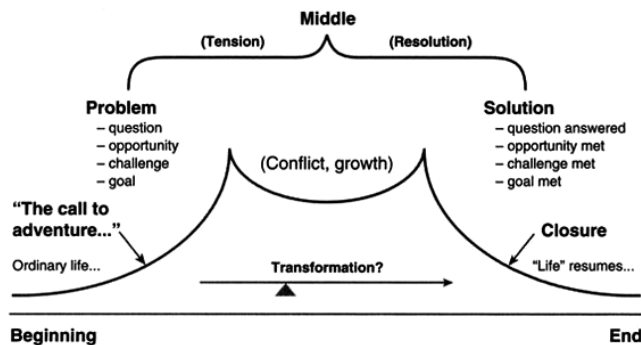 Middle
(Tension)
(Resolution)
Problem
– question
– opportunity
– challenge
– goal
Solution
– question answered
– opportunity met
– challenge met
– goal met
(Conflict, growth)
“The call to
adventure...”
Closure
Ordinary life...
Transformation?
“Life” resumes...
Beginning
End